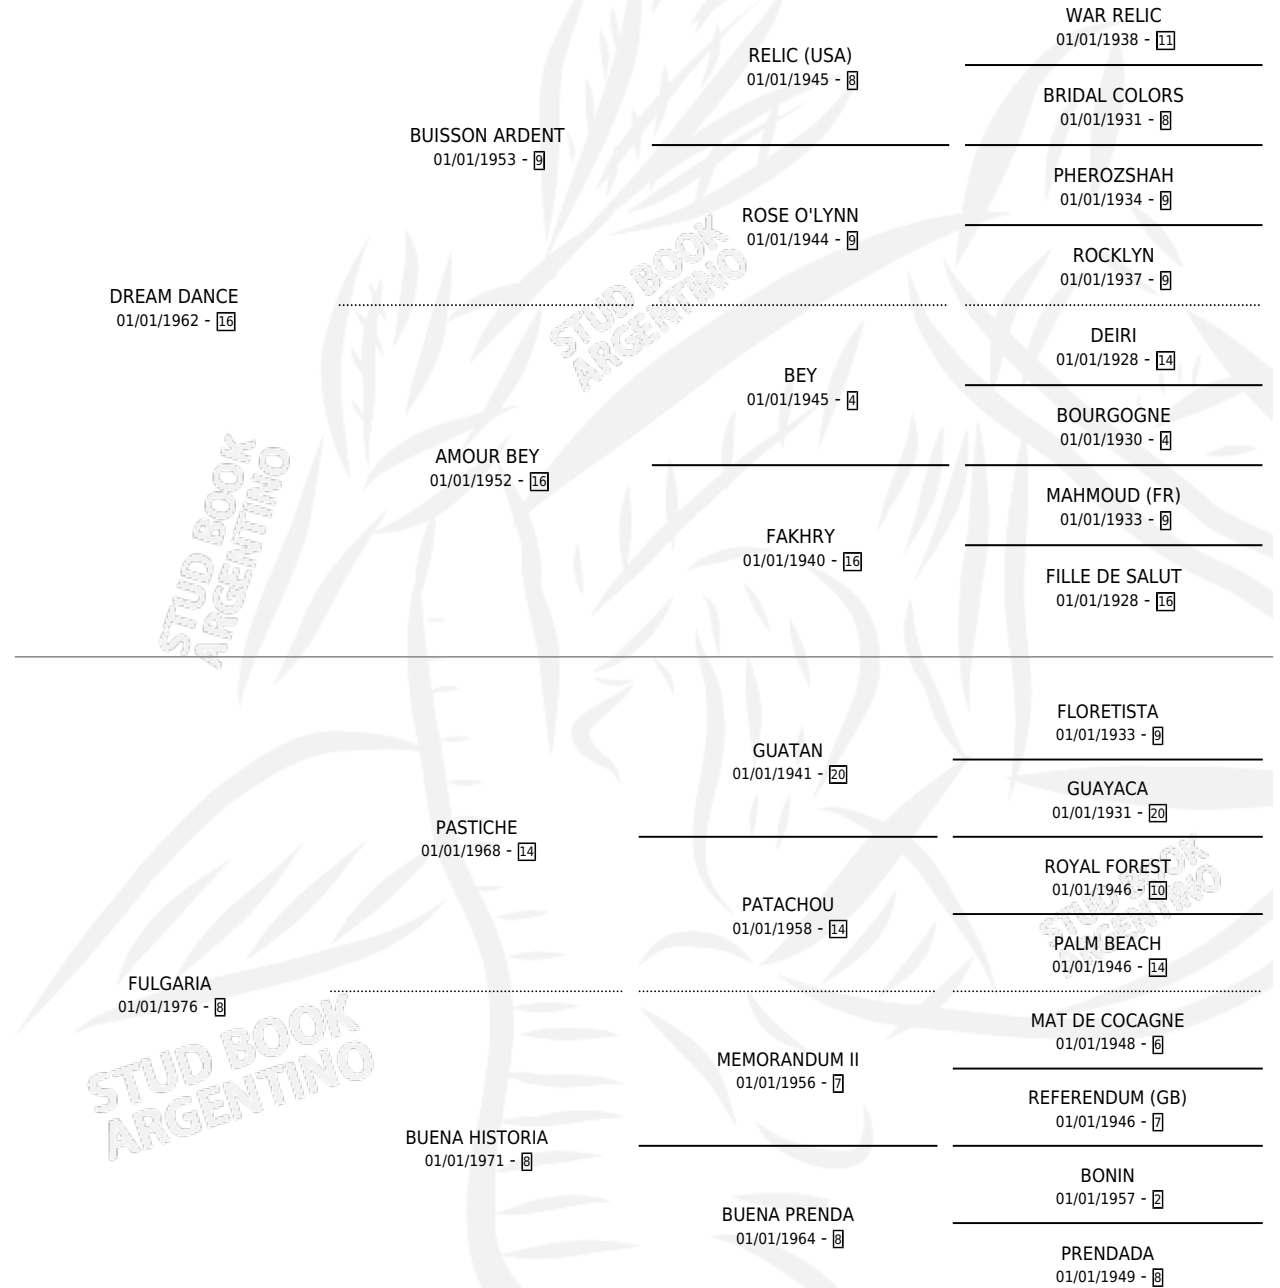 WAR RELIC
01/01/1938 - 11
RELIC (USA)
01/01/1945 - 8
BRIDAL COLORS
01/01/1931 - 8
BUISSON ARDENT
01/01/1953 - 9
PHEROZSHAH
01/01/1934 - 9
ROSE O'LYNN
01/01/1944 - 9
ROCKLYN
01/01/1937 - 9
DREAM DANCE
01/01/1962 - 16
STUD BOOK
ARGENTINO
DEIRI
01/01/1928 - 14
BEY
01/01/1945 - 4
BOURGOGNE
01/01/1930 - 4
AMOUR BEY
01/01/1952 - 16
MAHMOUD (FR)
01/01/1933 - 9
FAKHRY
01/01/1940 - 16
FILLE DE SALUT
01/01/1928 - 16
STUD BOOK
ARGENTINO
FLORETISTA
01/01/1933 - 9
GUATAN
01/01/1941 - 20
GUAYACA
01/01/1931 - 20
PASTICHE
01/01/1968 - 14
ROYAL FOREST
01/01/1946 - 10
PATACHOU
01/01/1958 - 14
STUD BOOK
ARGENTINO
PALM BEACH
01/01/1946 - 14
FULGARIA
01/01/1976 - 8
STUD BOOK
ARGENTINO
MAT DE COCAGNE
01/01/1948 - 6
MEMORANDUM II
01/01/1956 - 7
REFERENDUM (GB)
01/01/1946 - 7
BUENA HISTORIA
01/01/1971 - 8
BONIN
01/01/1957 - 2
BUENA PRENDA
01/01/1964 - 8
PRENDADA
01/01/1949 - 8